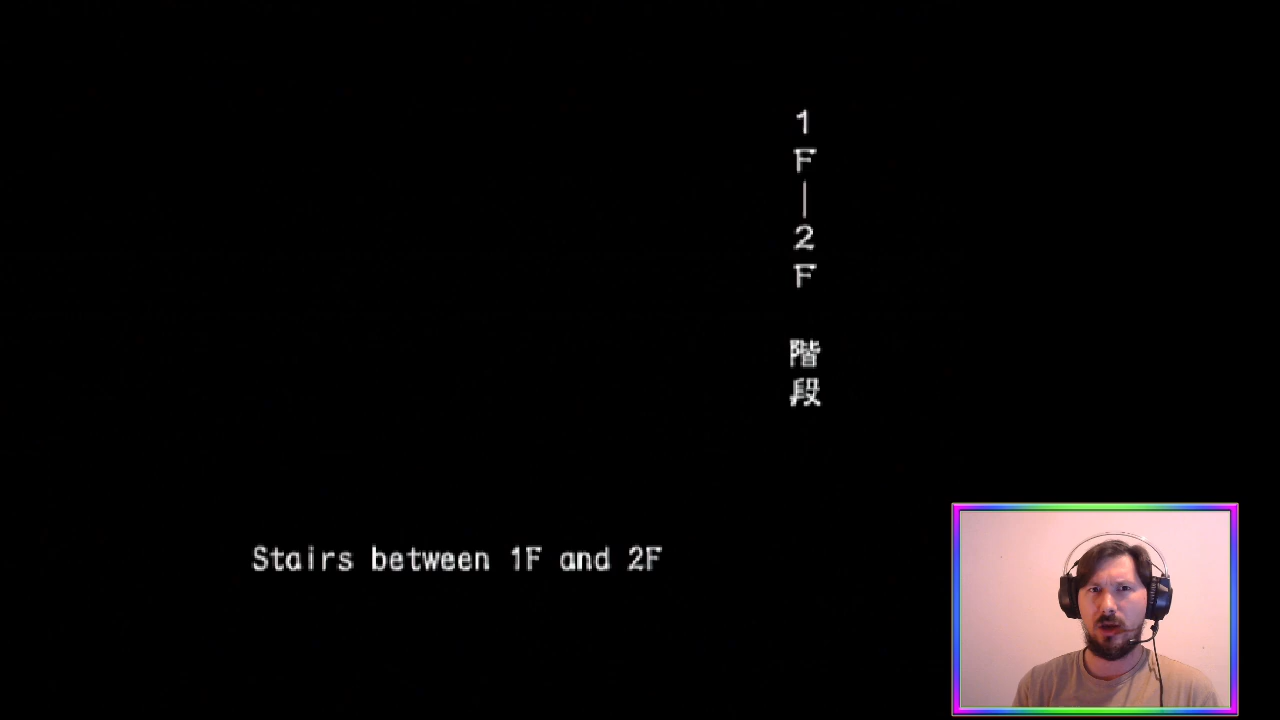 1F―2F 階段
Stairs between 1F and 2F